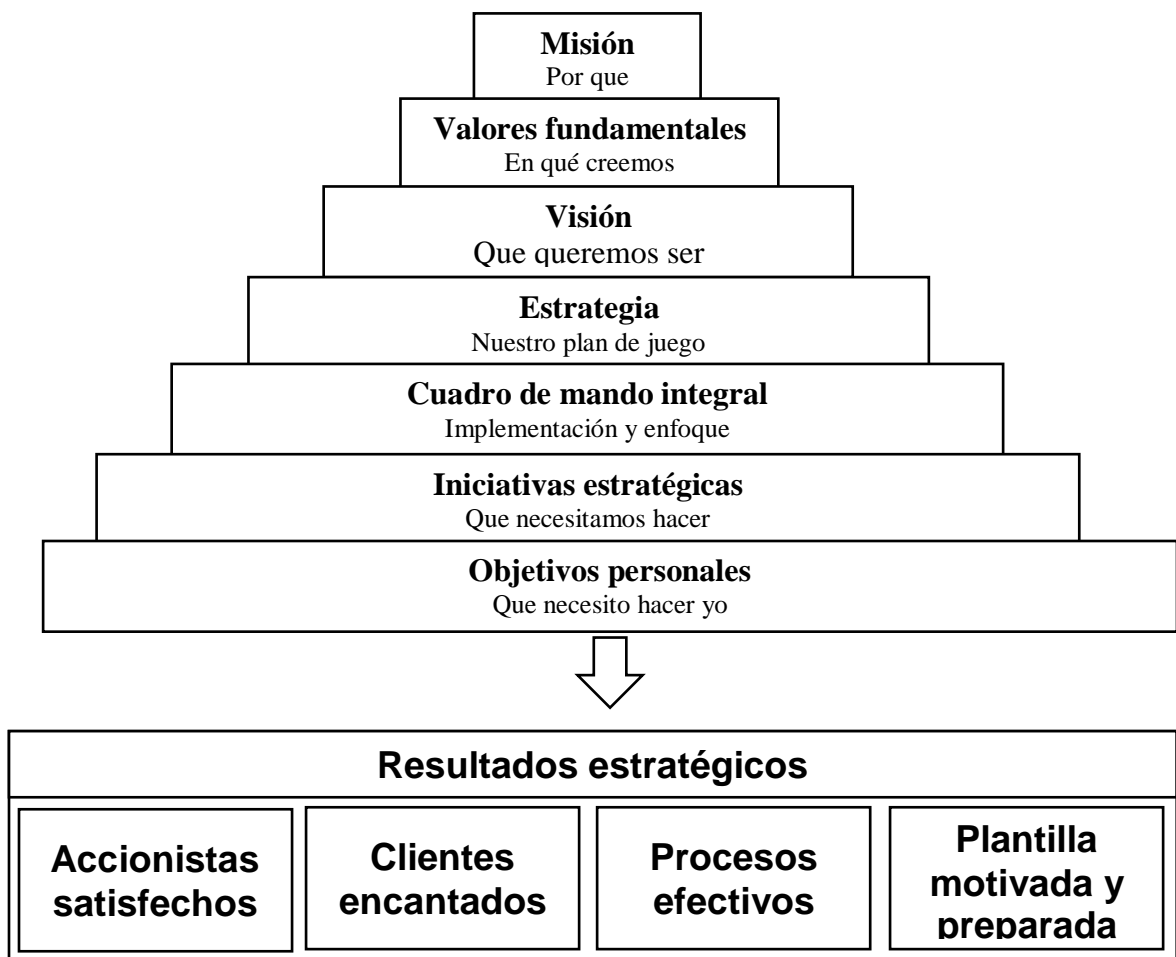 Misión
Por que
Valores fundamentales
En qué creemos
Visión
Que queremos ser
Estrategia
Nuestro plan de juego
Cuadro de mando integral
Implementación y enfoque
Iniciativas estratégicas
Que necesitamos hacer
Objetivos personales
Que necesito hacer yo
Resultados estratégicos
Accionistas
satisfechos
Clientes
encantados
Procesos
efectivos
Plantilla
motivada y
preparada